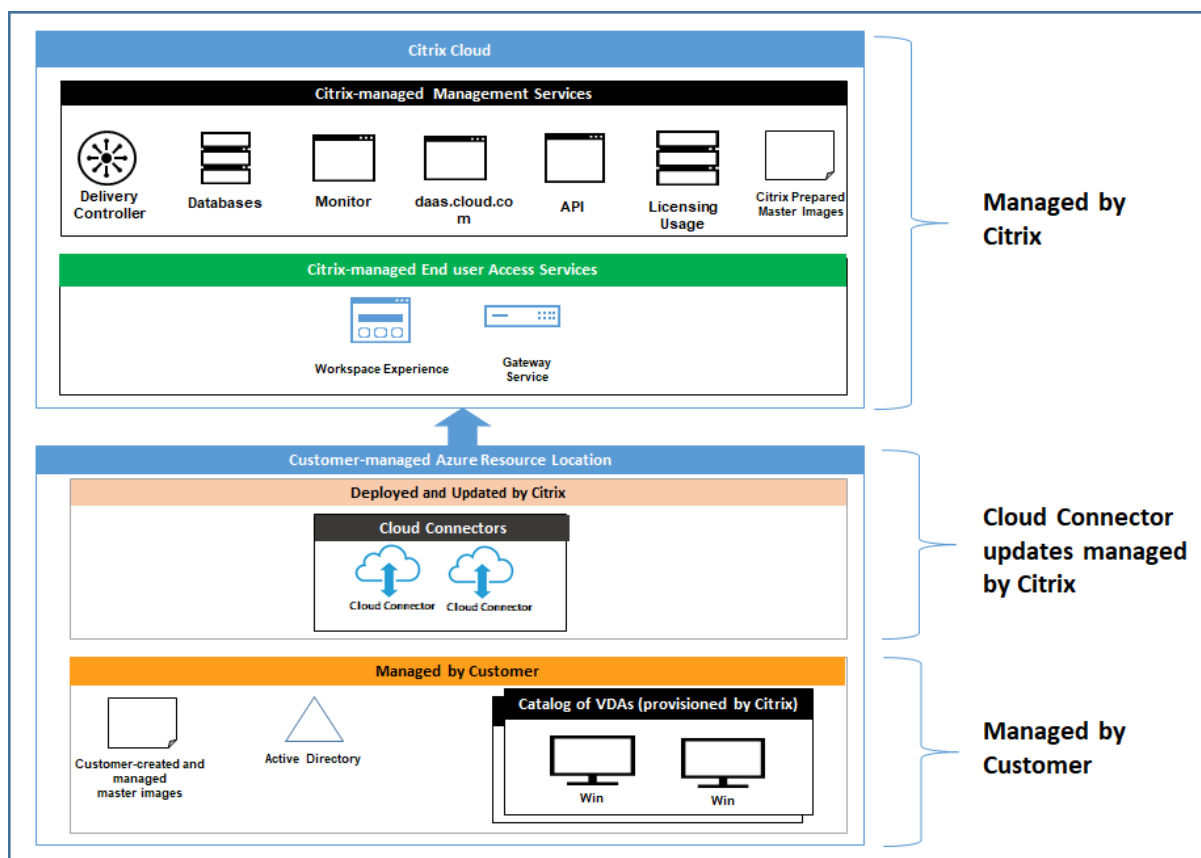 Citrix Cloud
Citrix-managed Management Services
Delivery
Controller
Databases
Monitor
daas.cloud.co
m
API
Licensing
Usage
Citrix Prepared
Master Images
Managed by
Citrix
Citrix-managed End user Access Services
Workspace Experience
Gateway
Service
Customer-managed Azure Resource Location
Deployed and Updated by Citrix
Cloud Connectors
Cloud Connector
Cloud Connector
Cloud Connector
updates managed
by Citrix
Managed by Customer
Customer-created and
managed
master images
Active Directory
Catalog of VDAs (provisioned by Citrix)
Win
Win
Managed by
Customer